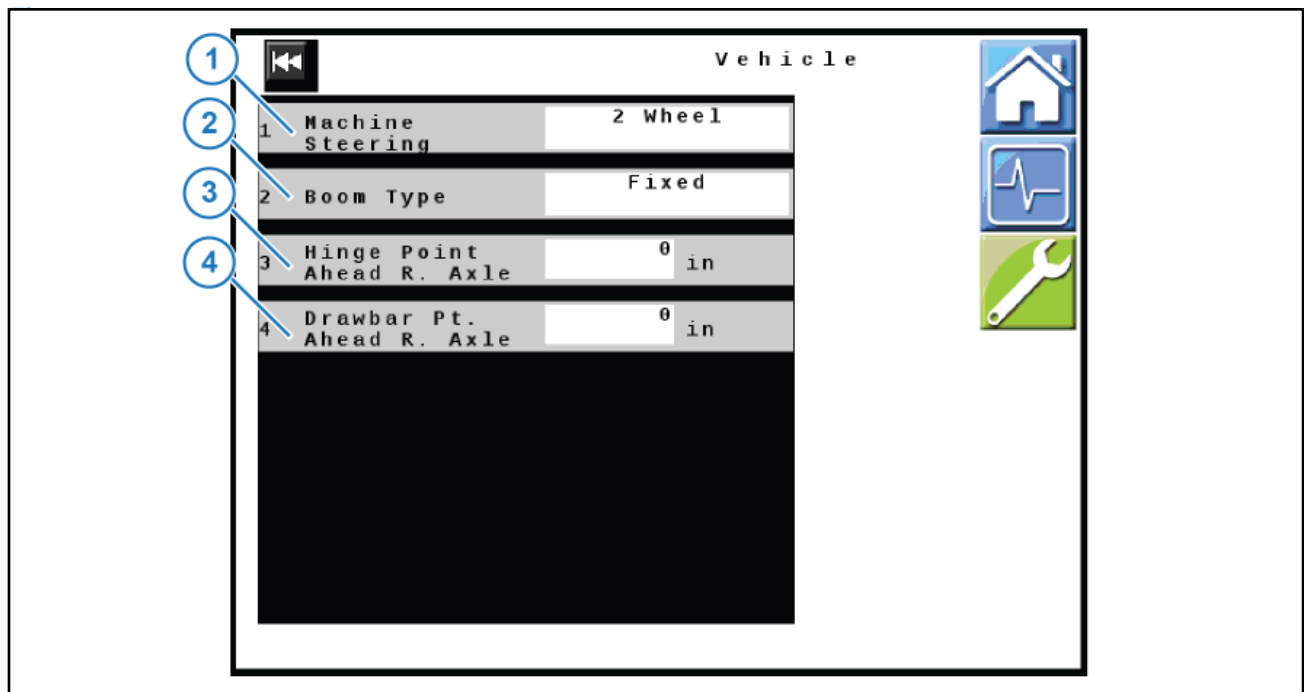 Vehicle
1
1 Machine Steering
2 Wheel
2
2 Boom Type
Fixed
3
3 Hinge Point
Ahead R. Axle
0 in
4
4 Drawbar Pt.
Ahead R. Axle
0 in